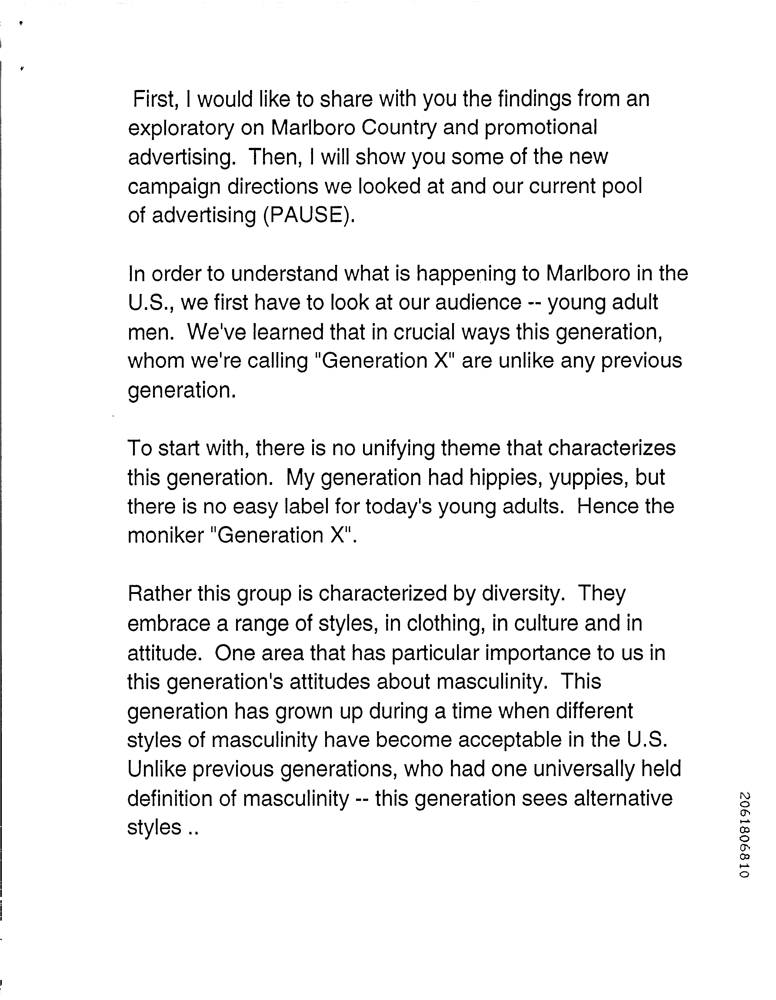 First, I would like to share with you the findings from an
exploratory on Marlboro Country and promotional
advertising.  Then, I will show you some of the new
campaign directions we looked at and our current pool
of advertising (PAUSE).

In order to understand what is happening to Marlboro in the
U.S., we first have to look at our audience -- young adult
men.  We've learned that in crucial ways this generation,
whom we're calling "Generation X" are unlike any previous
generation.

To start with, there is no unifying theme that characterizes
this generation.  My generation had hippies, yuppies, but
there is no easy label for today's young adults.  Hence the
moniker "Generation X".

Rather this group is characterized by diversity.  They
embrace a range of styles, in clothing, in culture and in
attitude.  One area that has particular importance to us in
this generation's attitudes about masculinity.  This
generation has grown up during a time when different
styles of masculinity have become acceptable in the U.S.
Unlike previous generations, who had one universally held
definition of masculinity -- this generation sees alternative
styles ..
2061806810